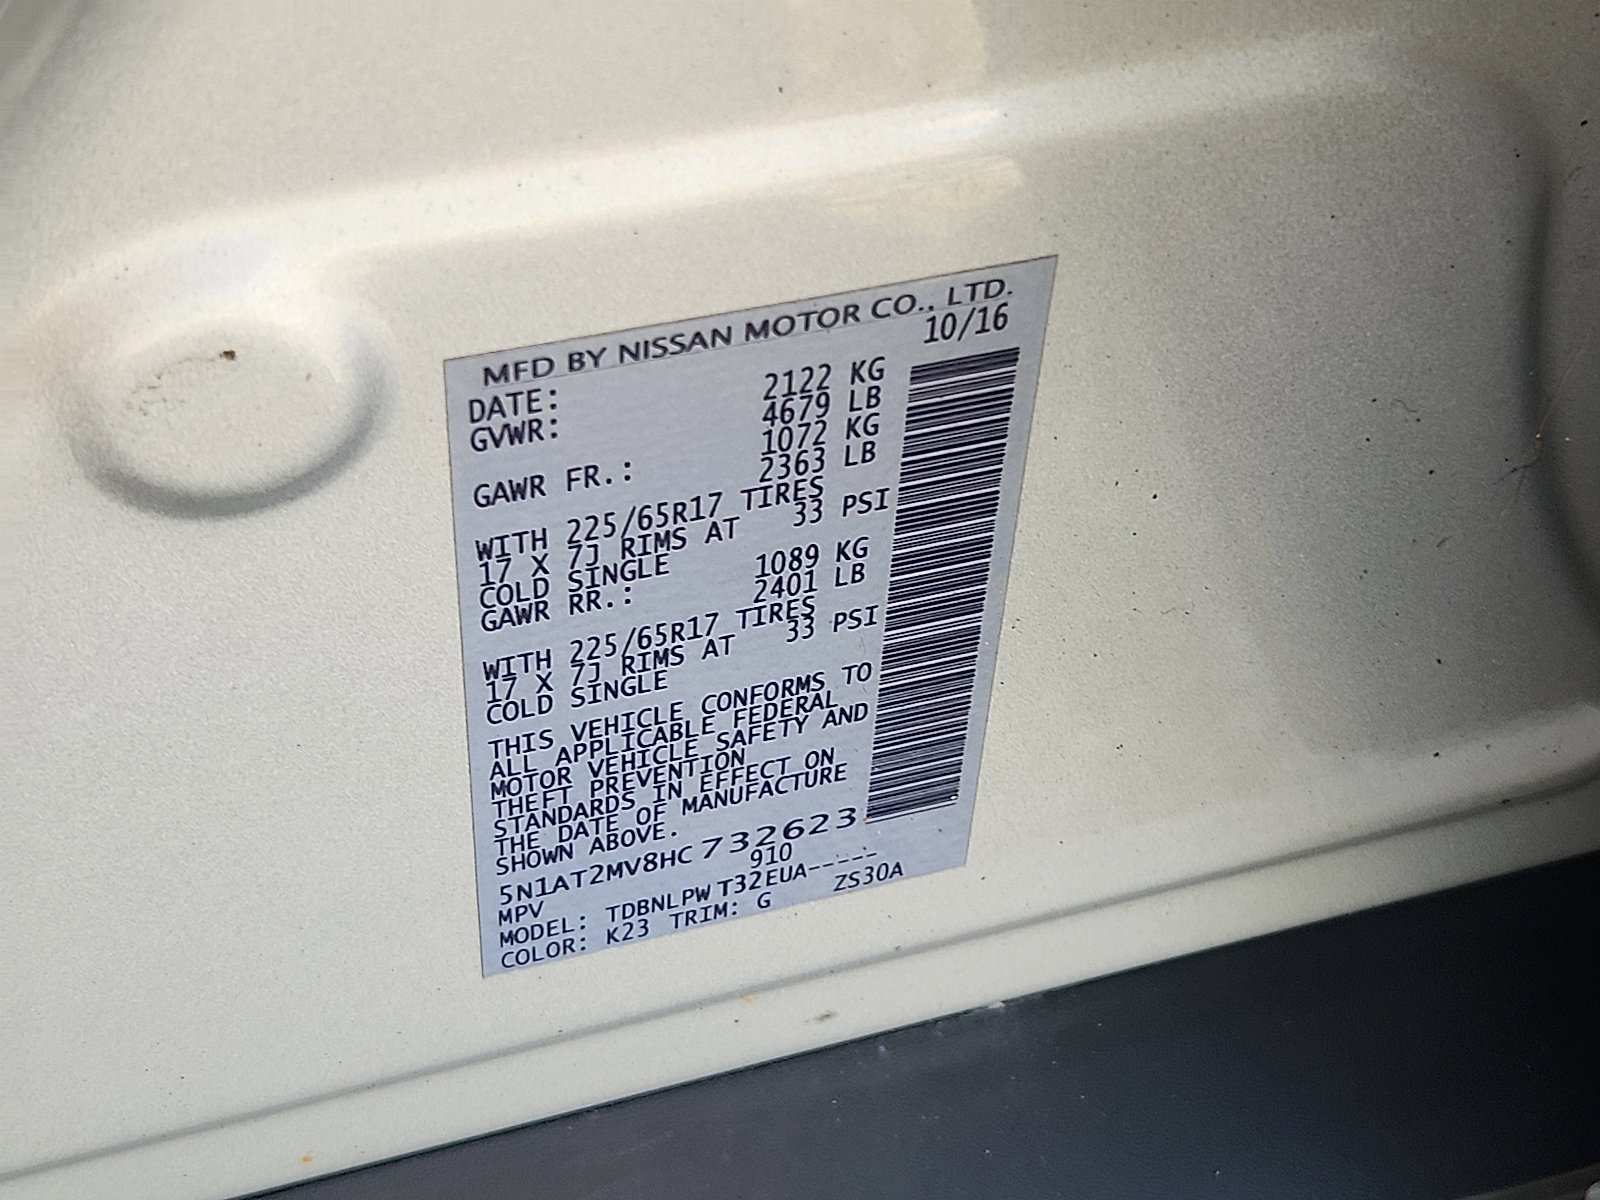 MFD BY NISSAN MOTOR CO., LTD.
DATE: 10/16
GVWR: 2122 KG
4679 LB
GAWR FR.: 1072 KG
2363 LB
WITH 225/65R17 TIRES
17 X 7J RIMS AT 33 PSI
COLD SINGLE
GAWR RR.: 1089 KG
2401 LB
WITH 225/65R17 TIRES
17 X 7J RIMS AT 33 PSI
COLD SINGLE
THIS VEHICLE CONFORMS TO
ALL APPLICABLE FEDERAL
MOTOR VEHICLE SAFETY AND
THEFT PREVENTION
STANDARDS IN EFFECT ON
THE DATE OF MANUFACTURE
SHOWN ABOVE.
5N1AT2MV8HC732623
MPV 910
MODEL: TDBNLPWT32EUA-----
COLOR: K23 TRIM: G ZS30A